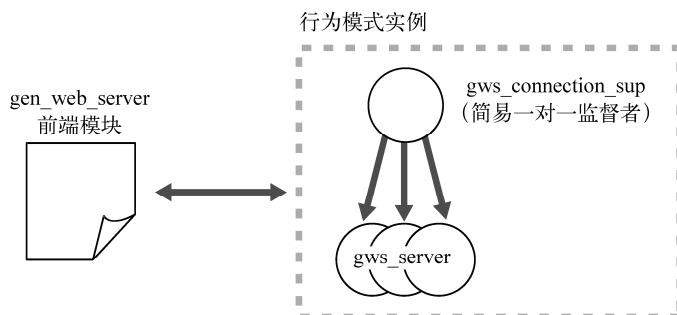 行为模式实例
gen_web_server
前端模块
gws_connection_sup
（简易一对一监督者）
gws_server